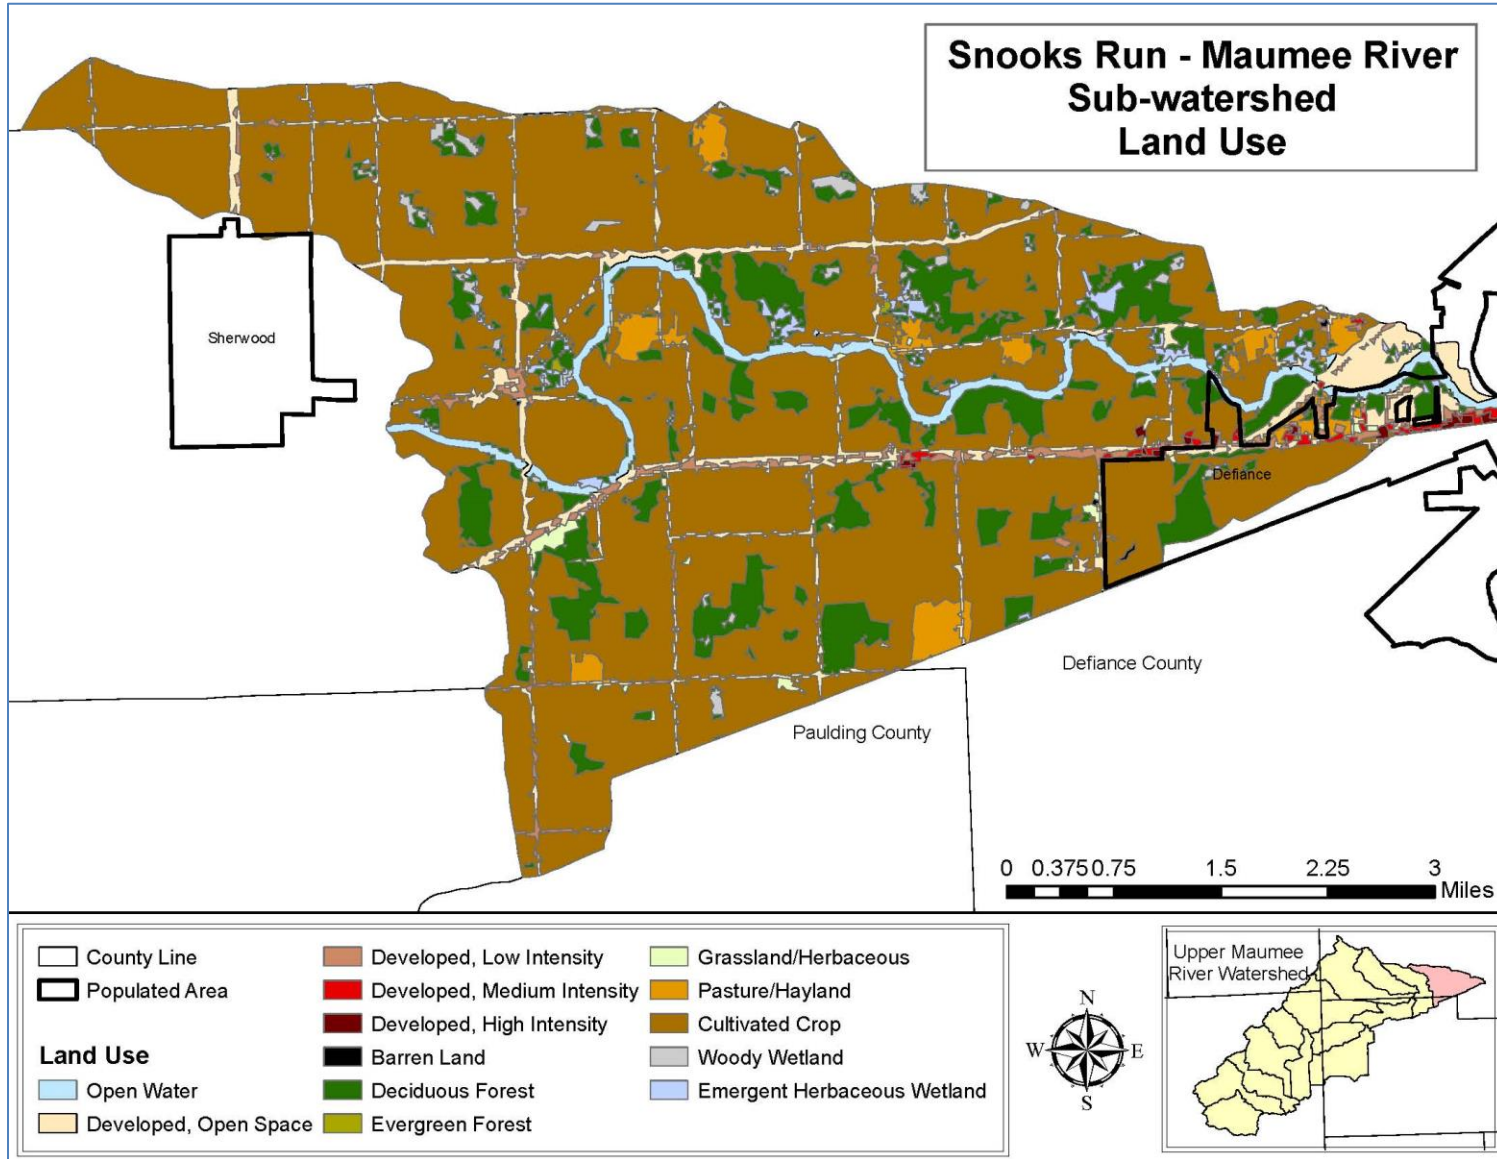 Snooks Run - Maumee River
Sub-watershed
Land Use
Sherwood
Defiance
Defiance County
Paulding County
0 0.375 0.75 1.5 2.25 3
Miles
County Line
Populated Area
Land Use
Open Water
Developed, Open Space
Developed, Low Intensity
Developed, Medium Intensity
Developed, High Intensity
Barren Land
Deciduous Forest
Evergreen Forest
Grassland/Herbaceous
Pasture/Hayland
Cultivated Crop
Woody Wetland
Emergent Herbaceous Wetland
N
W E
S
Upper Maumee
River Watershed